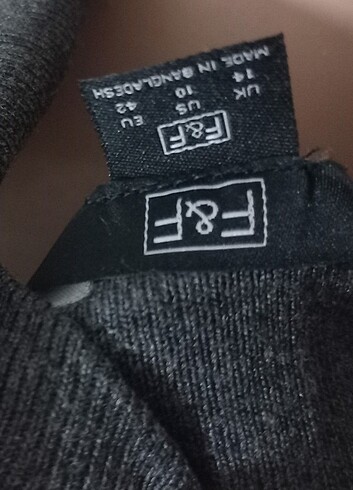 F&F
F&F
UK US EU
14 10 42
MADE IN BANGLADESH